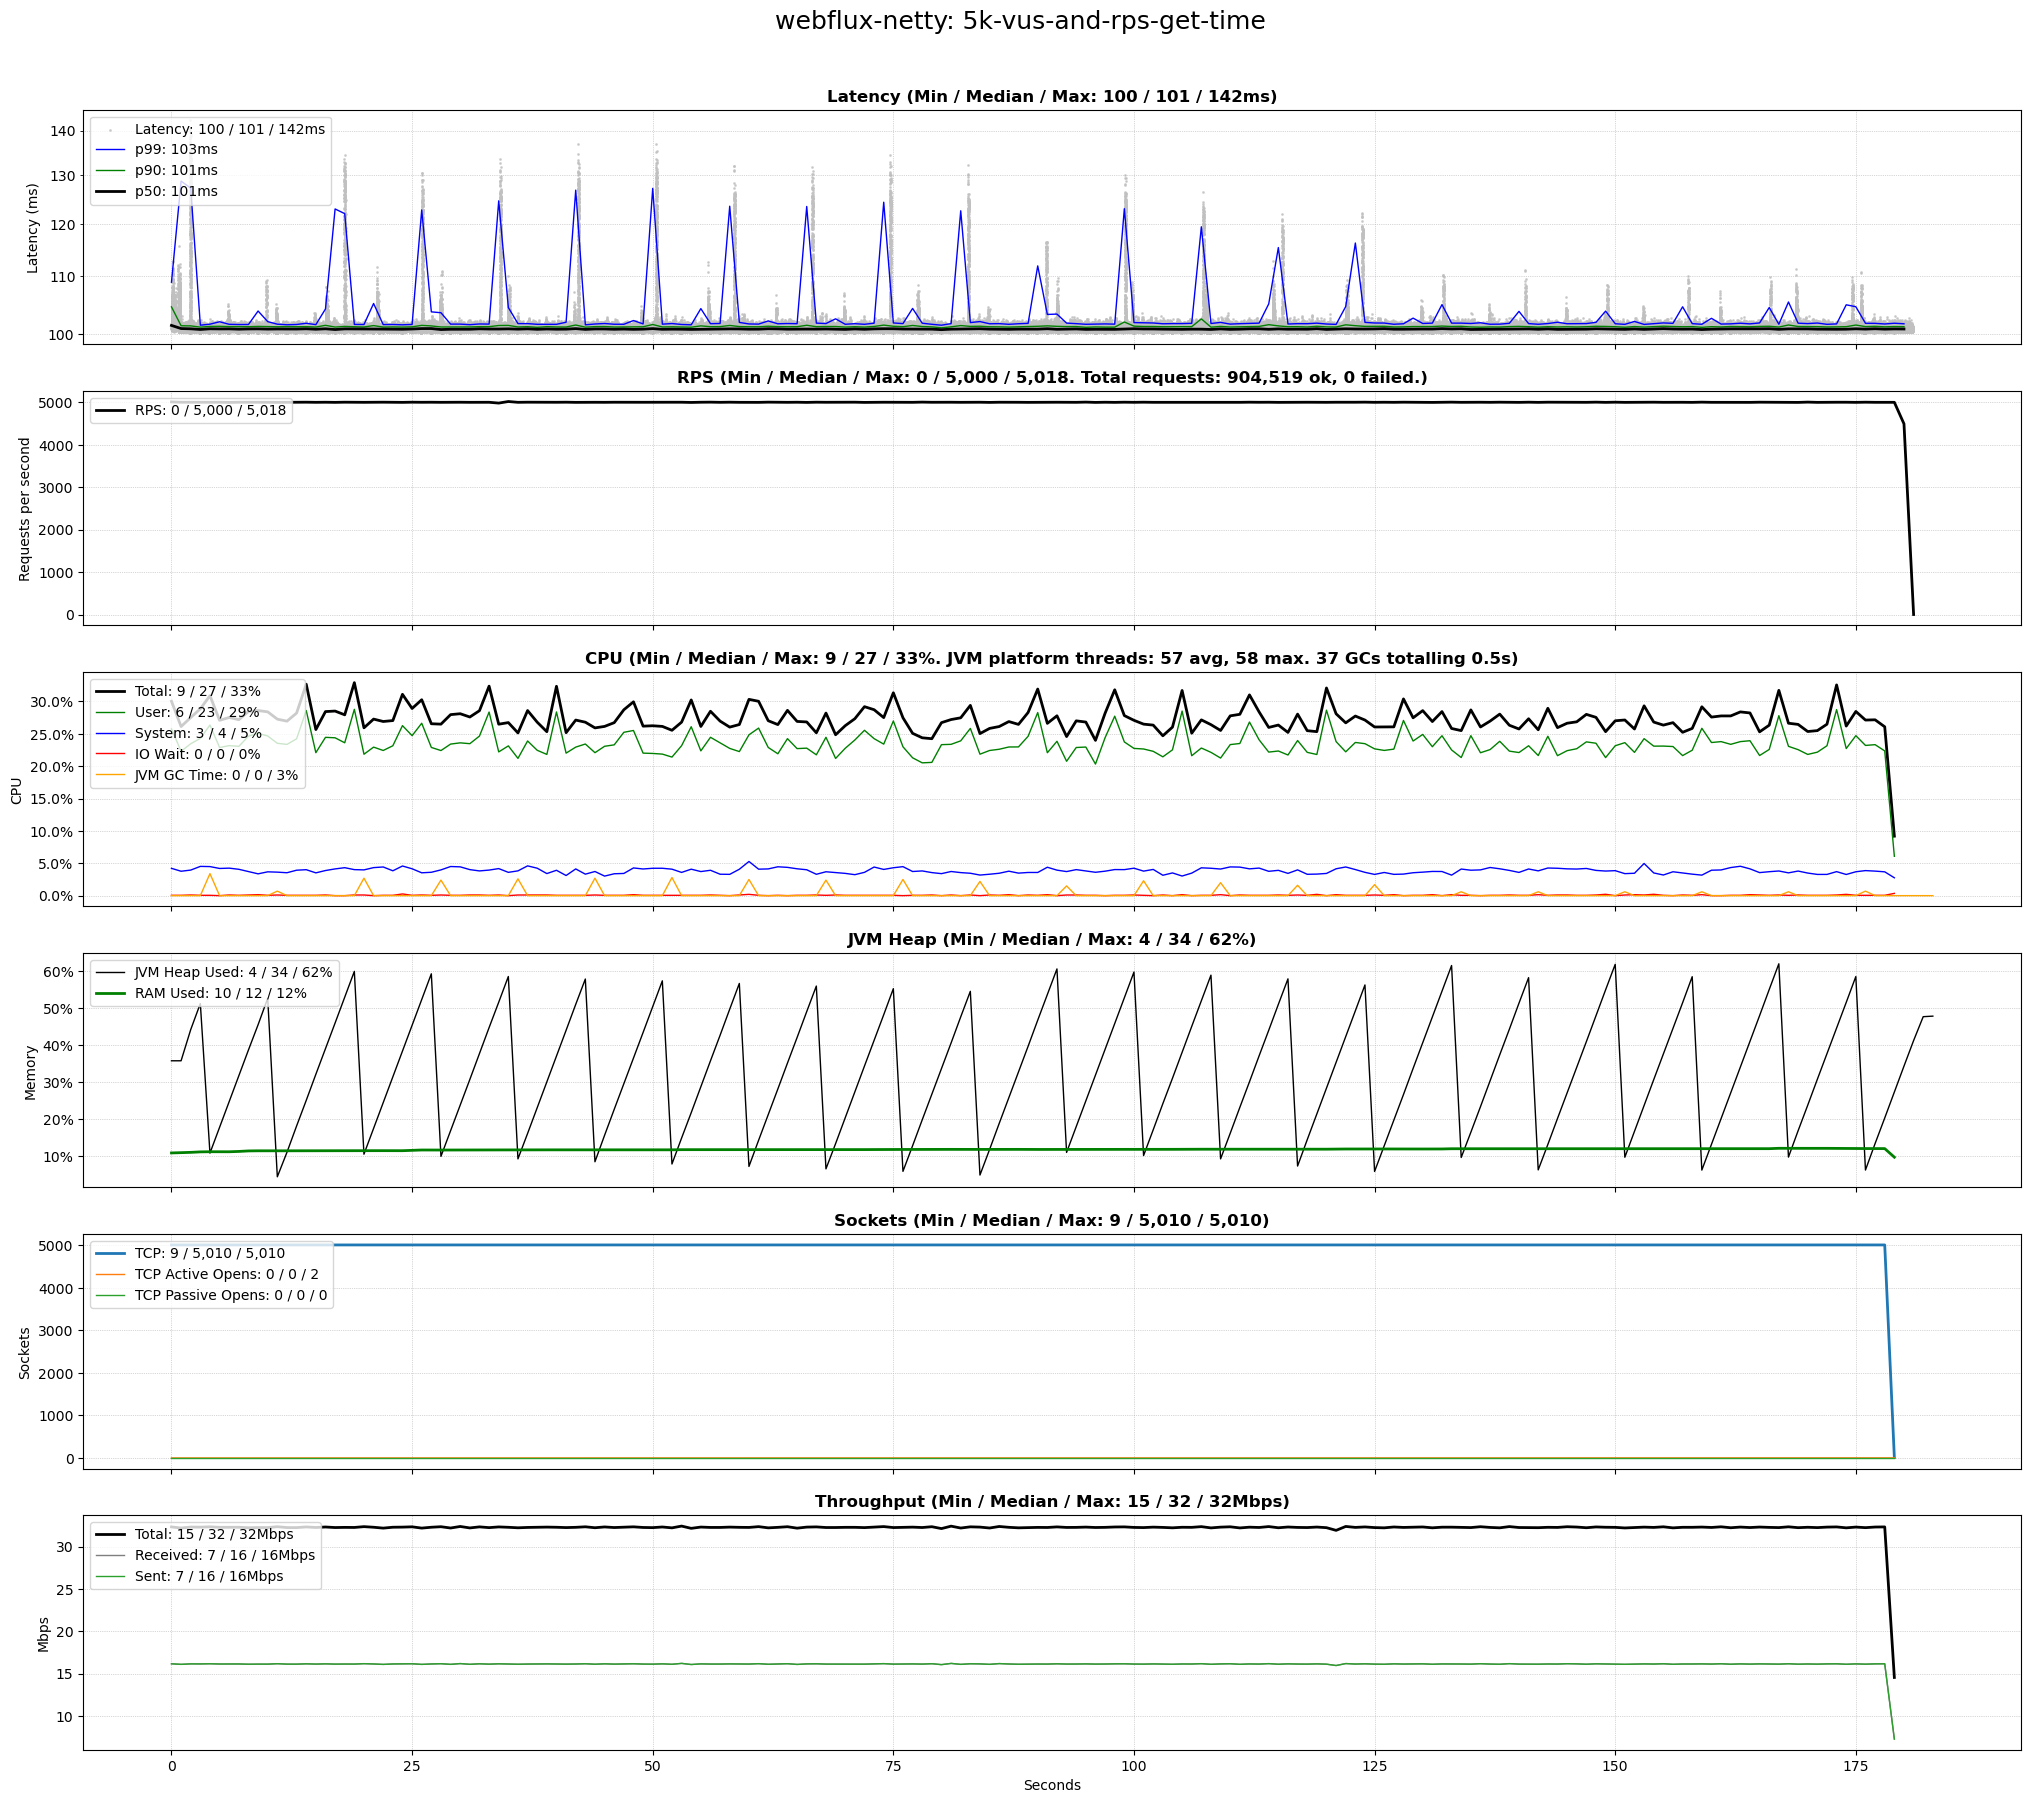 webflux-netty: 5k-vus-and-rps-get-time
Latency (Min / Median / Max: 100 / 101 / 142ms)
Latency (ms)
140
130
120
110
100
Latency: 100 / 101 / 142ms
p99: 103ms
p90: 101ms
p50: 101ms
RPS (Min / Median / Max: 0 / 5,000 / 5,018. Total requests: 904,519 ok, 0 failed.)
Requests per second
5000
4000
3000
2000
1000
0
RPS: 0 / 5,000 / 5,018
CPU (Min / Median / Max: 9 / 27 / 33%. JVM platform threads: 57 avg, 58 max. 37 GCs totalling 0.5s)
CPU
30.0%
25.0%
20.0%
15.0%
10.0%
5.0%
0.0%
Total: 9 / 27 / 33%
User: 6 / 23 / 29%
System: 3 / 4 / 5%
IO Wait: 0 / 0 / 0%
JVM GC Time: 0 / 0 / 3%
JVM Heap (Min / Median / Max: 4 / 34 / 62%)
Memory
60%
50%
40%
30%
20%
10%
JVM Heap Used: 4 / 34 / 62%
RAM Used: 10 / 12 / 12%
Sockets (Min / Median / Max: 9 / 5,010 / 5,010)
Sockets
5000
4000
3000
2000
1000
0
TCP: 9 / 5,010 / 5,010
TCP Active Opens: 0 / 0 / 2
TCP Passive Opens: 0 / 0 / 0
Throughput (Min / Median / Max: 15 / 32 / 32Mbps)
Mbps
30
25
20
15
10
Total: 15 / 32 / 32Mbps
Received: 7 / 16 / 16Mbps
Sent: 7 / 16 / 16Mbps
0 25 50 75 100 125 150 175
Seconds